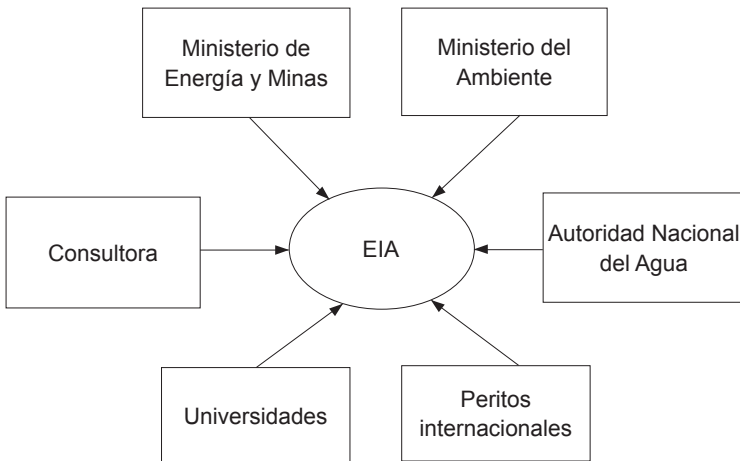 Ministerio de
Energía y Minas
Ministerio del
Ambiente
Consultora
EIA
Autoridad Nacional
del Agua
Universidades
Peritos
internacionales